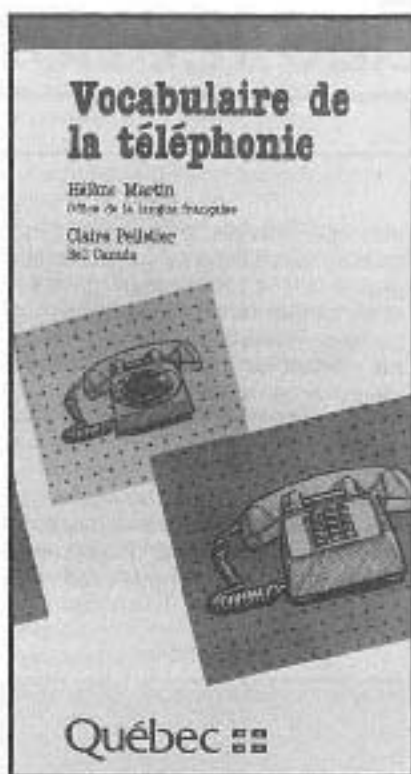 Vocabulaire de
la téléphonie
Hélène Martin
Office de la langue française
Claire Pelletier
Bell Canada
Québec